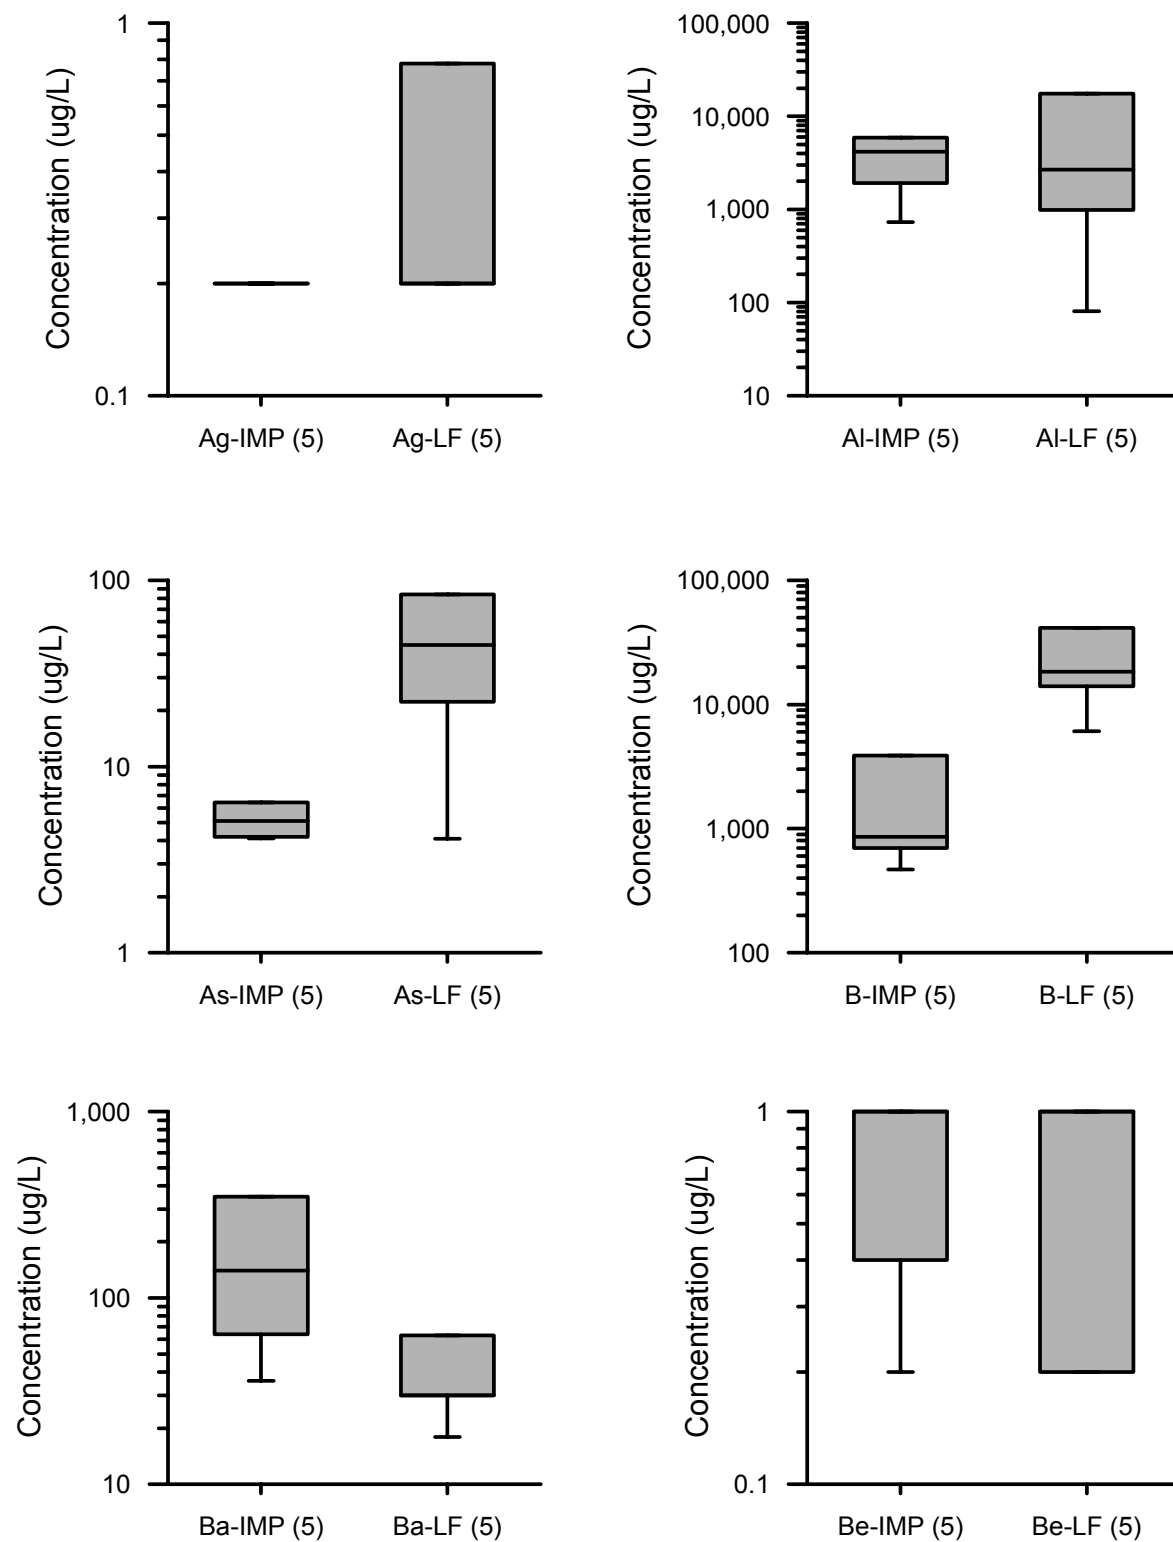 Concentration (ug/L)
1
0.1
Ag-IMP (5)
Ag-LF (5)
Concentration (ug/L)
100,000
10,000
1,000
100
10
Al-IMP (5)
Al-LF (5)
Concentration (ug/L)
100
10
1
As-IMP (5)
As-LF (5)
Concentration (ug/L)
100,000
10,000
1,000
100
B-IMP (5)
B-LF (5)
Concentration (ug/L)
1,000
100
10
Ba-IMP (5)
Ba-LF (5)
Concentration (ug/L)
1
0.1
Be-IMP (5)
Be-LF (5)